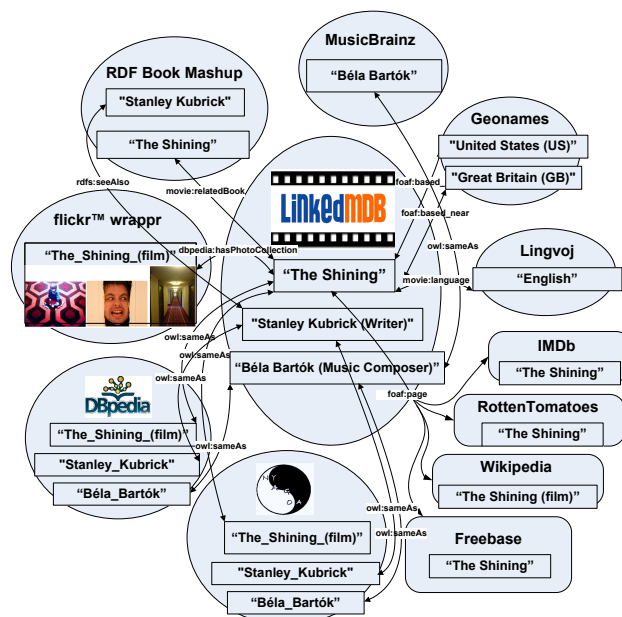 MusicBrainz
“Béla Bartók”
RDF Book Mashup
"Stanley Kubrick"
“The Shining”
Geonames
"United States (US)”
"Great Britain (GB)"
rdfs:seeAlso
movie:relatedBook
foaf:based_
foaf:based_near
owl:sameAs
LinkedMDB
flickr™ wrappr
“The_Shining_(film)”
dbpedia:hasPhotoCollection
“The Shining”
movie:language
Lingvoj
“English”
"Stanley Kubrick (Writer)"
“Béla Bartók (Music Composer)”
owl:sameAs
owl:sameAs
owl:sameAs
owl:sameAs
foaf:page
IMDb
“The Shining”
RottenTomatoes
“The Shining”
Wikipedia
“The Shining (film)”
Freebase
“The Shining”
DBpedia
“The_Shining_(film)”
"Stanley_Kubrick"
“Béla_Bartók”
YAGO
“The_Shining_(film)”
"Stanley_Kubrick"
“Béla_Bartók”
owl:sameAs
owl:sameAs